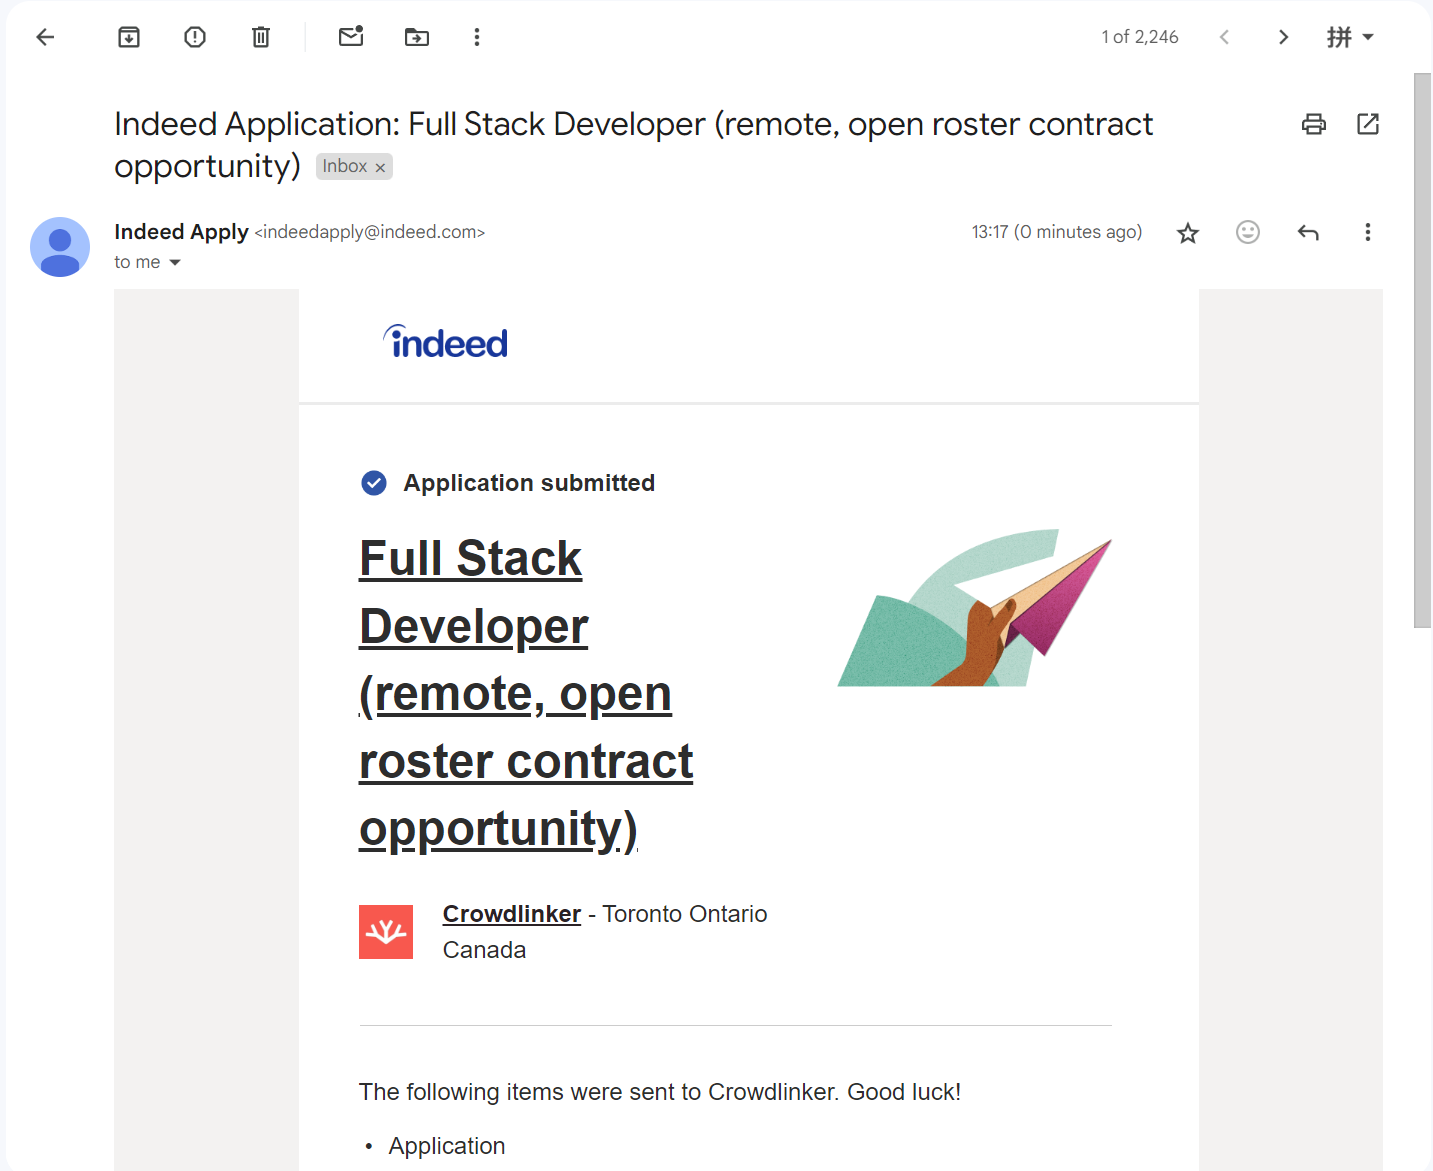 1 of 2,246
拼
Indeed Application: Full Stack Developer (remote, open roster contract
opportunity) Inbox ×
Indeed Apply <indeedapply@indeed.com> 13:17 (0 minutes ago)
to me
indeed
Application submitted
Full Stack
Developer
(remote, open
roster contract
opportunity)
Crowdlinker - Toronto Ontario
Canada
The following items were sent to Crowdlinker. Good luck!
• Application